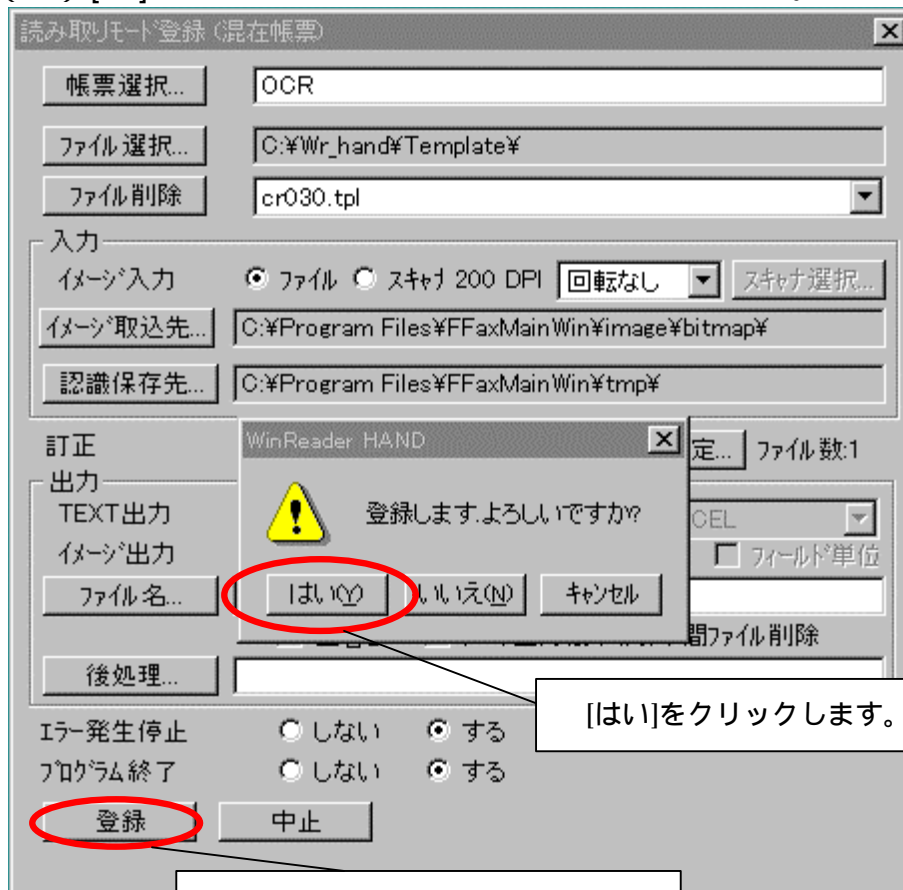 読み取りモード登録 (混在帳票)
帳票選択... OCR
ファイル選択... C:¥Wr_hand¥Template¥
ファイル削除 cr030.tpl
入力
イメージ入力 ファイル スキャナ 200 DPI 回転なし スキャナ選択...
イメージ取込先... C:¥Program Files¥FFaxMainWin¥image¥bitmap¥
認識保存先... C:¥Program Files¥FFaxMainWin¥tmp¥
訂正 定... ファイル数:1
WinReader HAND
登録します.よろしいですか?
はい(Y) いいえ(N) キャンセル
出力
TEXT出力 CEL
イメージ出力 フィールド単位
ファイル名...
間ファイル削除
後処理...
[はい]をクリックします。
エラー発生停止 しない する
プログラム終了 しない する
登録 中止